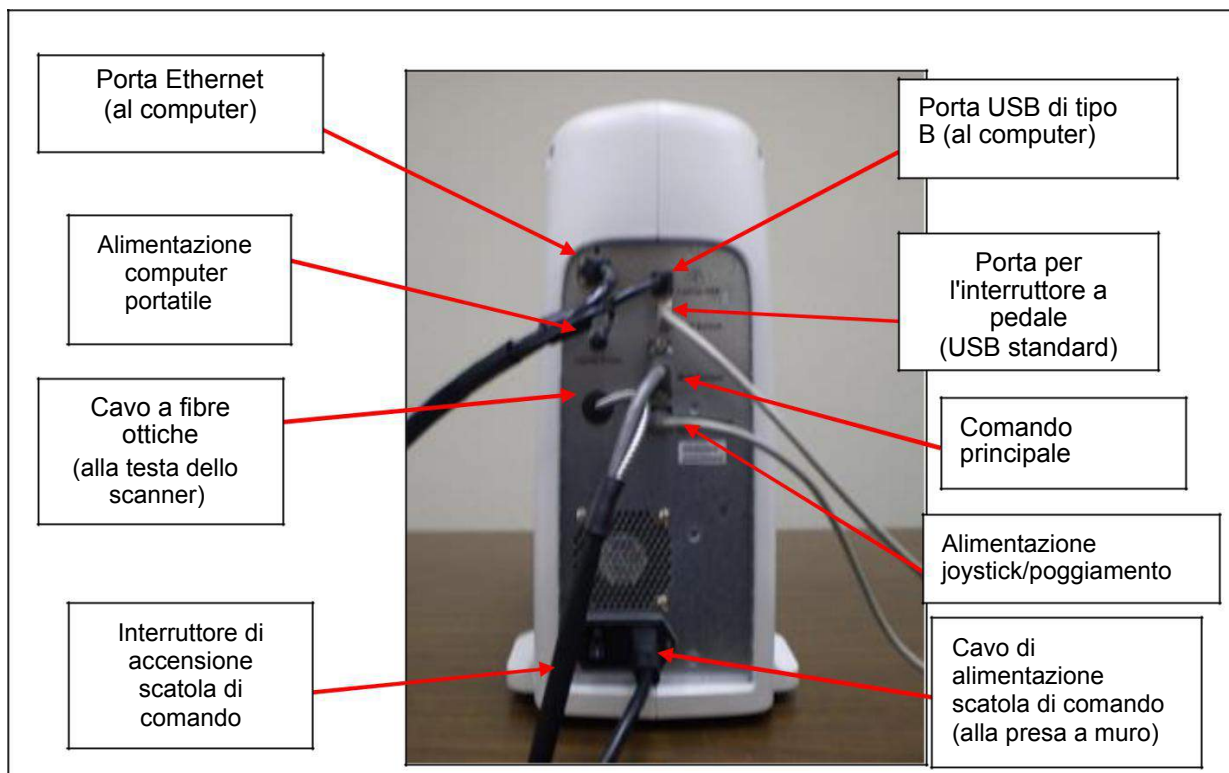 Porta Ethernet
(al computer)
Alimentazione
computer
portatile
Cavo a fibre
ottiche
(alla testa dello
scanner)
Interruttore di
accensione
scatola di
comando
Porta USB di tipo
B (al computer)
Porta per
l'interruttore a
pedale
(USB standard)
Comando
principale
Alimentazione
joystick/poggiamento
Cavo di
alimentazione
scatola di comando
(alla presa a muro)